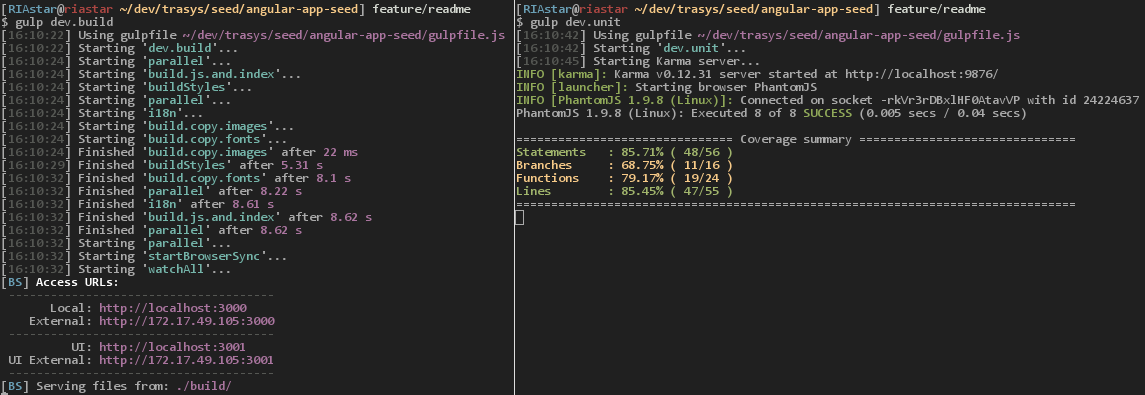 [RIAstar@riastar ~/dev/trasys/seed/angular-app-seed] feature/readme
$ gulp dev.build
[16:10:22] Using gulpfile ~/dev/trasys/seed/angular-app-seed/gulpfile.js
[16:10:22] Starting 'dev.build'...
[16:10:24] Starting 'parallel'...
[16:10:24] Starting 'build.js.and.index'...
[16:10:24] Starting 'buildStyles'...
[16:10:24] Starting 'parallel'...
[16:10:24] Starting 'i18n'...
[16:10:24] Starting 'build.copy.images'...
[16:10:24] Starting 'build.copy.fonts'...
[16:10:24] Finished 'build.copy.images' after 22 ms
[16:10:29] Finished 'buildStyles' after 5.31 s
[16:10:32] Finished 'build.copy.fonts' after 8.1 s
[16:10:32] Finished 'parallel' after 8.22 s
[16:10:32] Finished 'i18n' after 8.61 s
[16:10:32] Finished 'build.js.and.index' after 8.62 s
[16:10:32] Finished 'parallel' after 8.62 s
[16:10:32] Starting 'parallel'...
[16:10:32] Starting 'startBrowserSync'...
[16:10:32] Starting 'watchAll'...
[BS] Access URLs:
--------------------------------------
Local: http://localhost:3000
External: http://172.17.49.105:3000
--------------------------------------
UI: http://localhost:3001
UI External: http://172.17.49.105:3001
--------------------------------------
[BS] Serving files from: ./build/
[RIAstar@riastar ~/dev/trasys/seed/angular-app-seed] feature/readme
$ gulp dev.unit
[16:10:42] Using gulpfile ~/dev/trasys/seed/angular-app-seed/gulpfile.js
[16:10:42] Starting 'dev.unit'...
[16:10:45] Starting Karma server...
INFO [karma]: Karma v0.12.31 server started at http://localhost:9876/
INFO [launcher]: Starting browser PhantomJS
INFO [PhantomJS 1.9.8 (Linux)]: Connected on socket -rkVr3rDBxlHF0AtavVP with id 24224637
PhantomJS 1.9.8 (Linux): Executed 8 of 8 SUCCESS (0.005 secs / 0.04 secs)
=============================== Coverage summary ===============================
Statements : 85.71% ( 48/56 )
Branches : 68.75% ( 11/16 )
Functions : 79.17% ( 19/24 )
Lines : 85.45% ( 47/55 )
================================================================================